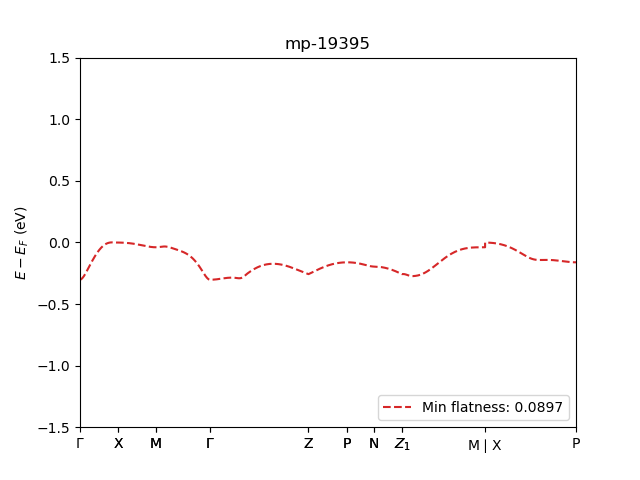 mp-19395
E − E_F (eV)
1.5
1.0
0.5
0.0
−0.5
−1.0
−1.5
Min flatness: 0.0897
Γ X M Γ Z P N Z₁ M | X P